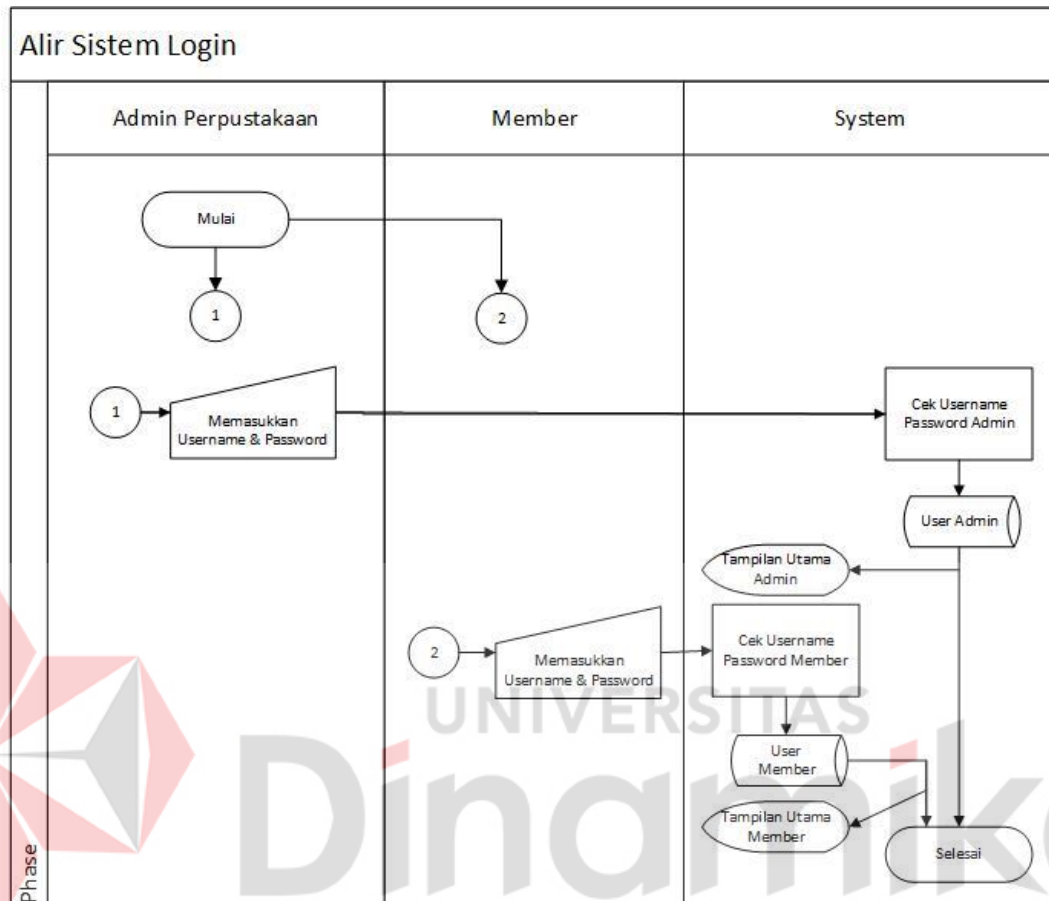 Alir Sistem Login
Admin Perpustakaan
Member
System
Mulai
1
2
1
Memasukkan
Username & Password
Cek Username
Password Admin
User Admin
Tampilan Utama
Admin
2
Memasukkan
Username & Password
Cek Username
Password Member
User
Member
Tampilan Utama
Member
Selesai
Phase
UNIVERSITAS
Dinamika